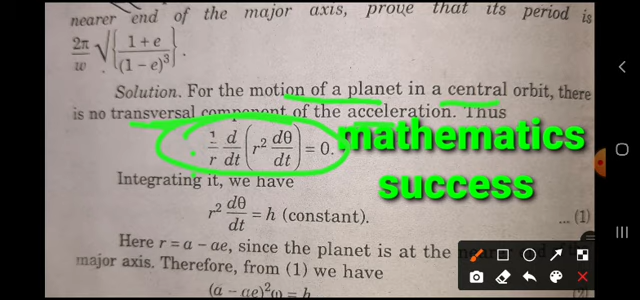 nearer end of the major axis, prove that its period is
2π/w √{(1+e)/(1−e)³}.
Solution. For the motion of a planet in a central orbit, there
is no transversal component of the acceleration. Thus
1/r d/dt (r² dθ/dt) = 0.
mathematics
success
Integrating it, we have
r² dθ/dt = h (constant). ... (1)
Here r = a − ae, since the planet is at the
major axis. Therefore, from (1) we have
(a − ae)²ω = h